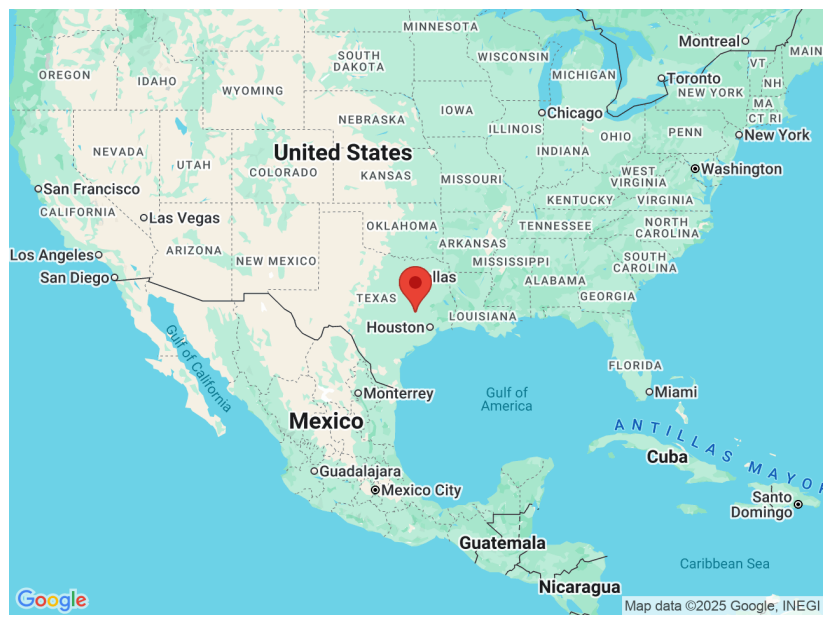 MINNESOTA
Montreal
MAIN
OREGON
SOUTH
DAKOTA
WISCONSIN
VT
IDAHO
MICHIGAN
Toronto
NH
WYOMING
NEW YORK
MA
NEBRASKA
IOWA
Chicago
CT RI
ILLINOIS
OHIO
PENN
New York
NEVADA
United States
INDIANA
UTAH
COLORADO
KANSAS
MISSOURI
WEST
VIRGINIA
Washington
San Francisco
KENTUCKY
VIRGINIA
CALIFORNIA
Las Vegas
OKLAHOMA
TENNESSEE
NORTH
CAROLINA
Los Angeles
ARIZONA
NEW MEXICO
ARKANSAS
MISSISSIPPI
SOUTH
CAROLINA
San Diego
llas
ALABAMA
TEXAS
GEORGIA
Houston
LOUISIANA
Gulf of California
FLORIDA
Monterrey
Gulf of
America
Miami
Mexico
ANTILLAS MAYOR
Cuba
Guadalajara
Mexico City
Santo
Domingo
Guatemala
Caribbean Sea
Nicaragua
Google
Map data ©2025 Google, INEGI